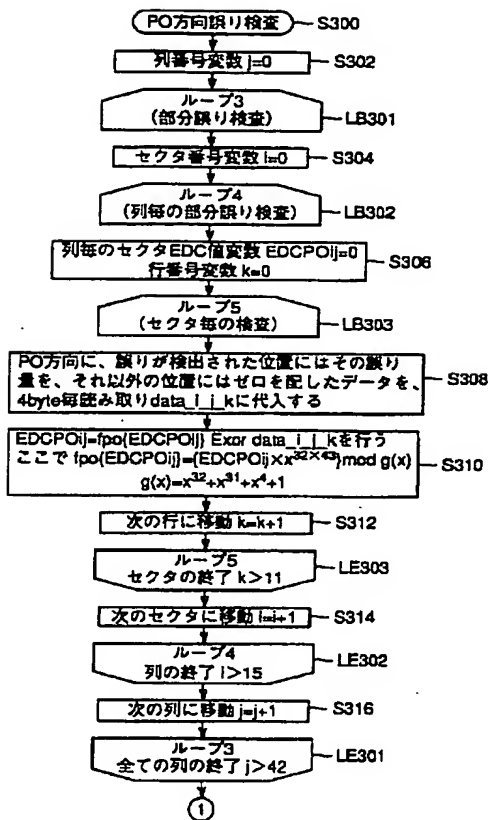 PO方向誤り検査 S300
列番号変数 j=0 S302
ループ3
(部分誤り検査) LB301
セクタ番号変数 i=0 S304
ループ4
(列毎の部分誤り検査) LB302
列毎のセクタEDC値変数 EDCPOij=0
行番号変数 k=0 S306
ループ5
(セクタ毎の検査) LB303
PO方向に、誤りが検出された位置にはその誤り
量を、それ以外の位置にはゼロを配したデータを、
4byte毎読み取りdata_i_j_kに代入する S308
EDCPOij=fpo{EDCPOij} Exor data_i_j_kを行う
ここで fpo{EDCPOij}={EDCPOij×x^32×43}mod g(x)
g(x)=x^32+x^31+x^4+1 S310
次の行に移動 k=k+1 S312
ループ5
セクタの終了 k>11 LE303
次のセクタに移動 i=i+1 S314
ループ4
列の終了 i>15 LE302
次の列に移動 j=j+1 S316
ループ3
全ての列の終了 j>42 LE301
1